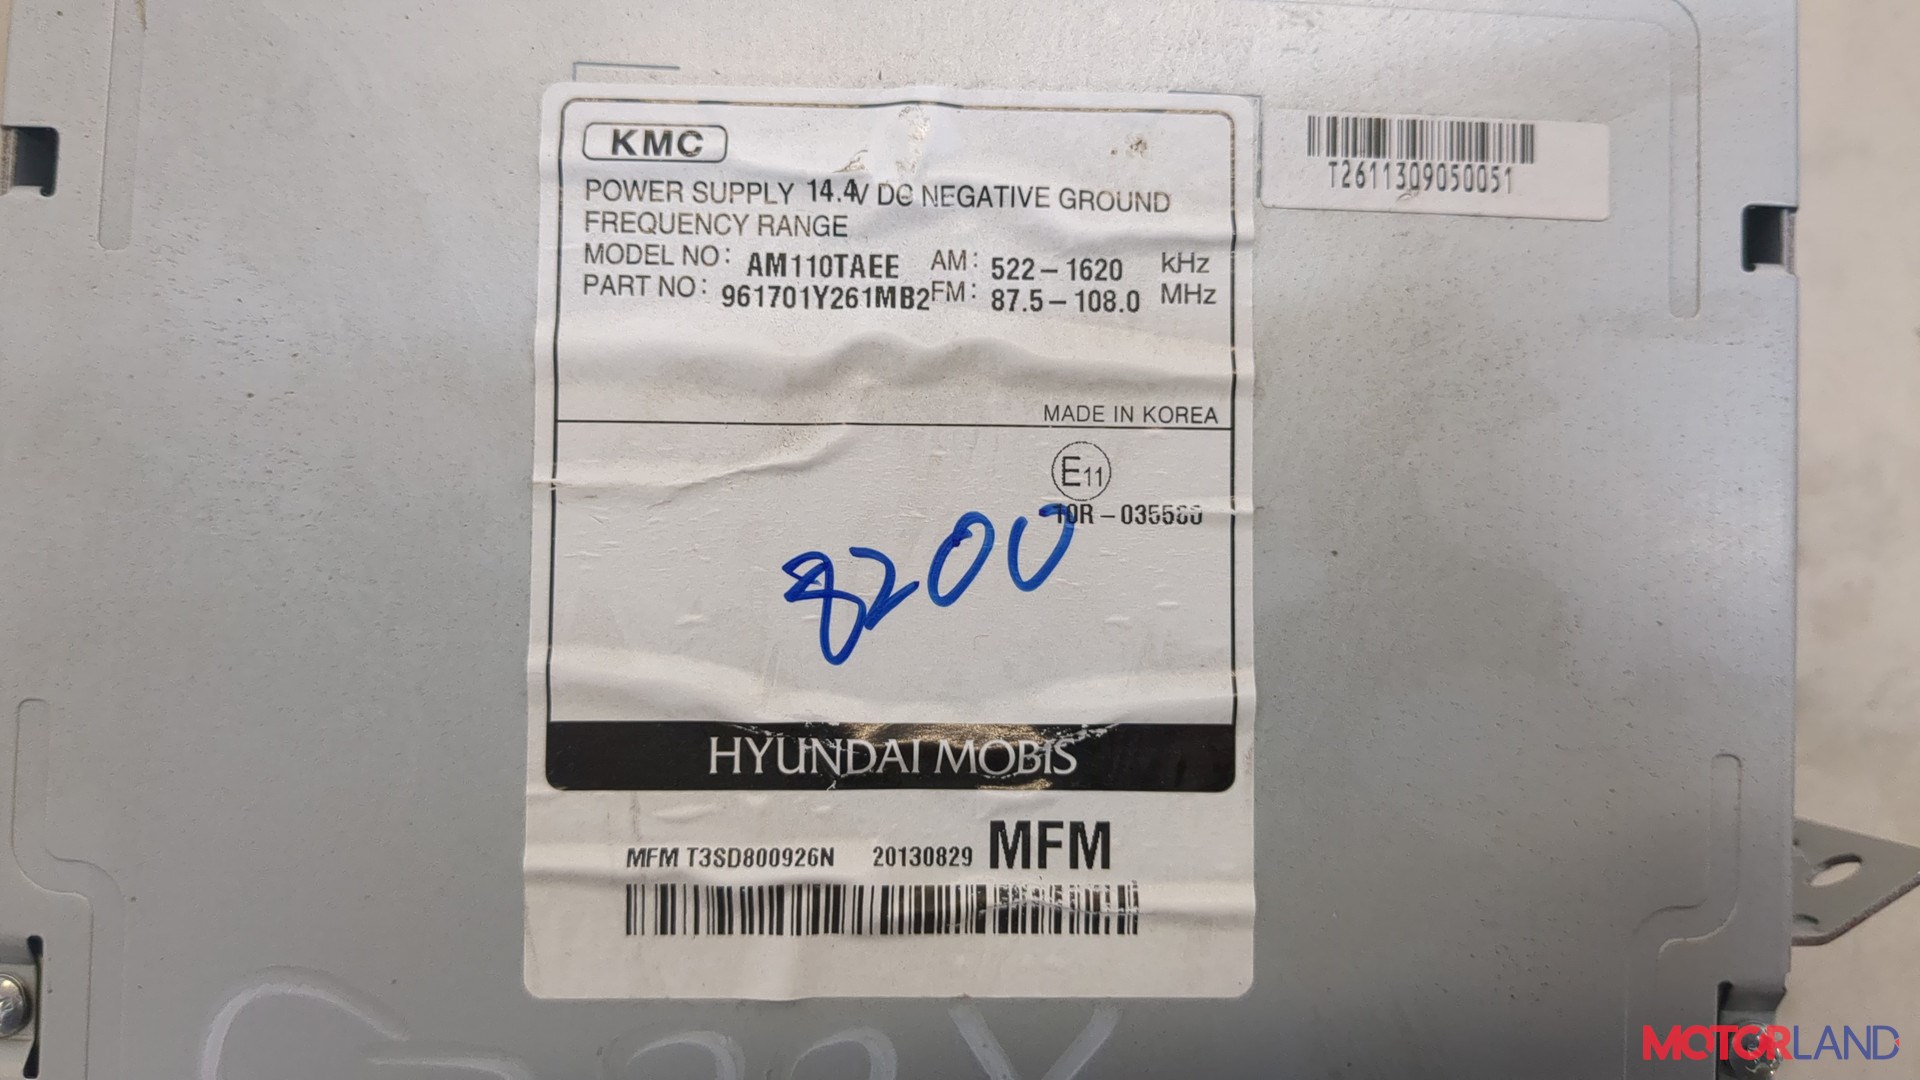 KMC
POWER SUPPLY 14.4V DC NEGATIVE GROUND
FREQUENCY RANGE
MODEL NO: AM110TAEE AM: 522-1620 kHz
PART NO: 961701Y261MB2 FM: 87.5-108.0 MHz
MADE IN KOREA
E11
10R-035586
8200
HYUNDAI MOBIS
MFM T3SD800926N 20130829 MFM
T2611309050051
MOTORLAND